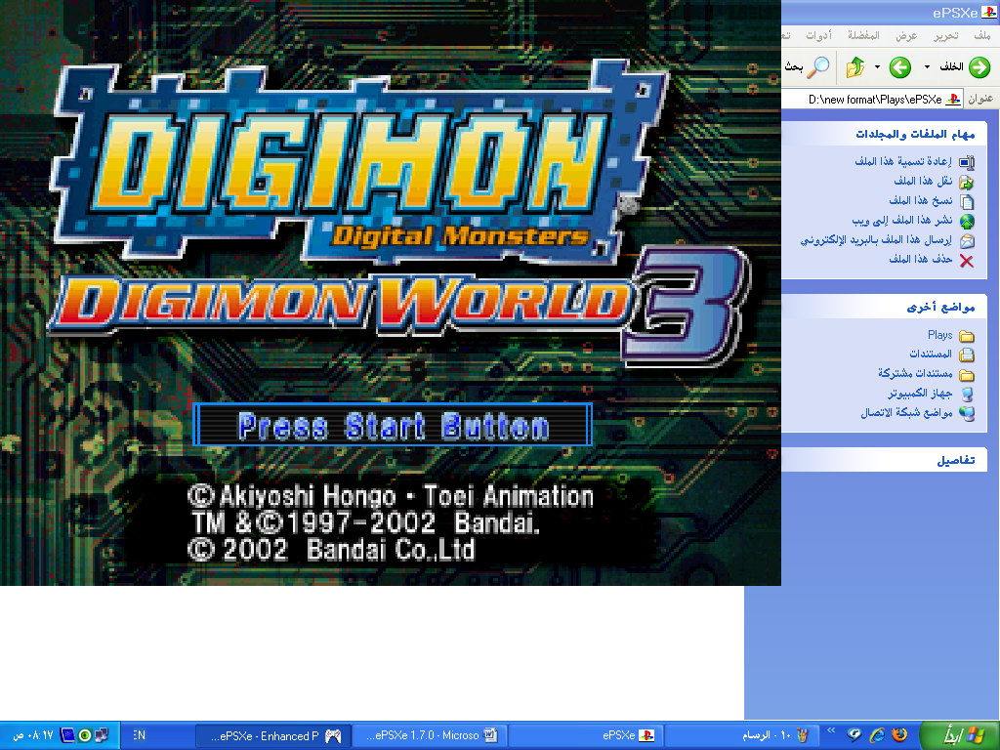 DIGIMON
Digital Monsters
DIGIMON WORLD 3
Press Start Button
© Akiyoshi Hongo • Toei Animation
TM & © 1997-2002 Bandai.
© 2002 Bandai Co.,Ltd
ePSXe
ملف تحرير عرض المفضلة أدوات
الخلف بحث
عنوان D:\new format\Plays\ePSXe
مهام الملفات والمجلدات
إعادة تسمية هذا الملف
نقل هذا الملف
نسخ هذا الملف
نشر هذا الملف إلى ويب
إرسال هذا الملف بالبريد الإلكتروني
حذف هذا الملف
مواضع أخرى
Plays
المستندات
مستندات مشتركة
جهاز الكمبيوتر
مواضع شبكة الاتصال
تفاصيل
ابدأ ١٠ - الرسام ePSXe ...ePSXe 1.7.0 - Microso ...ePSXe - Enhanced P EN ٠٨:١٧ ص